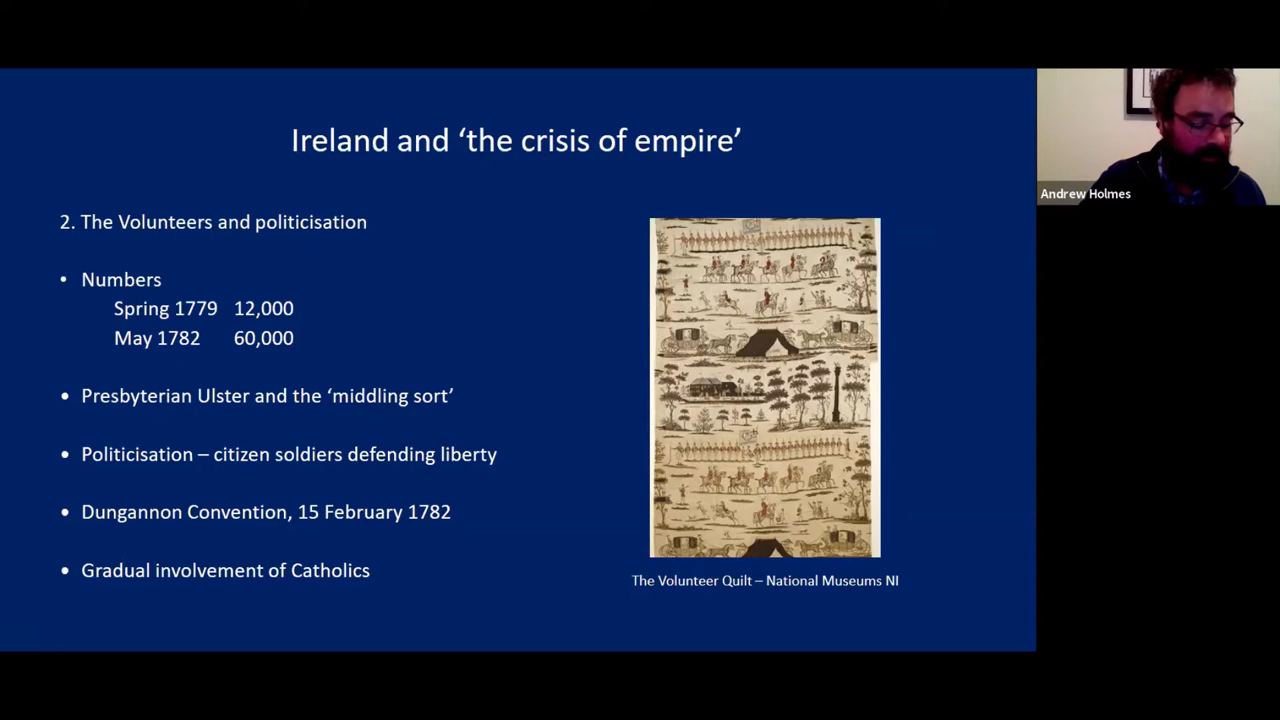 Ireland and ‘the crisis of empire’
2. The Volunteers and politicisation
• Numbers
Spring 1779 12,000
May 1782 60,000
• Presbyterian Ulster and the ‘middling sort’
• Politicisation – citizen soldiers defending liberty
• Dungannon Convention, 15 February 1782
• Gradual involvement of Catholics
The Volunteer Quilt – National Museums NI
Andrew Holmes